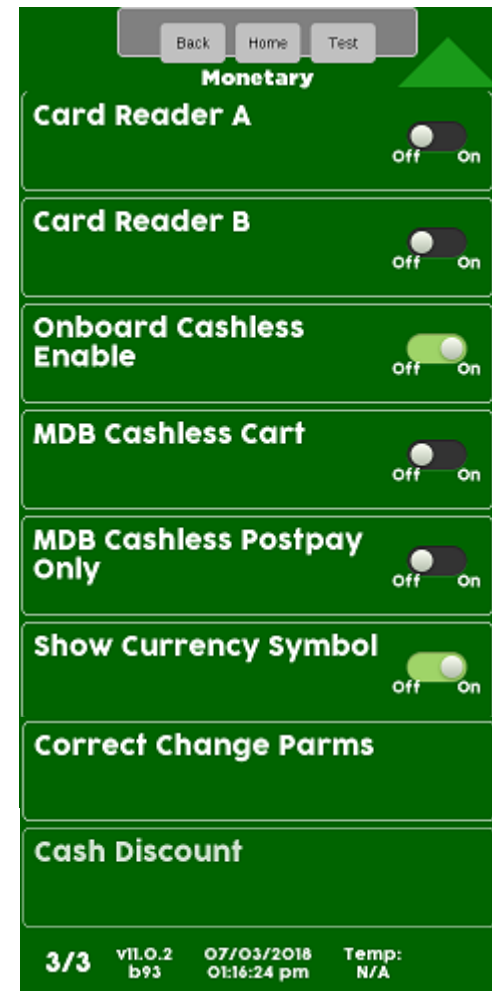 Back Home Test
Monetary
Card Reader A
Off On
Card Reader B
Off On
Onboard Cashless
Enable
Off On
MDB Cashless Cart
Off On
MDB Cashless Postpay
Only
Off On
Show Currency Symbol
Off On
Correct Change Parms
Cash Discount
3/3 v11.0.2 07/03/2018 Temp:
b93 01:16:24 pm N/A